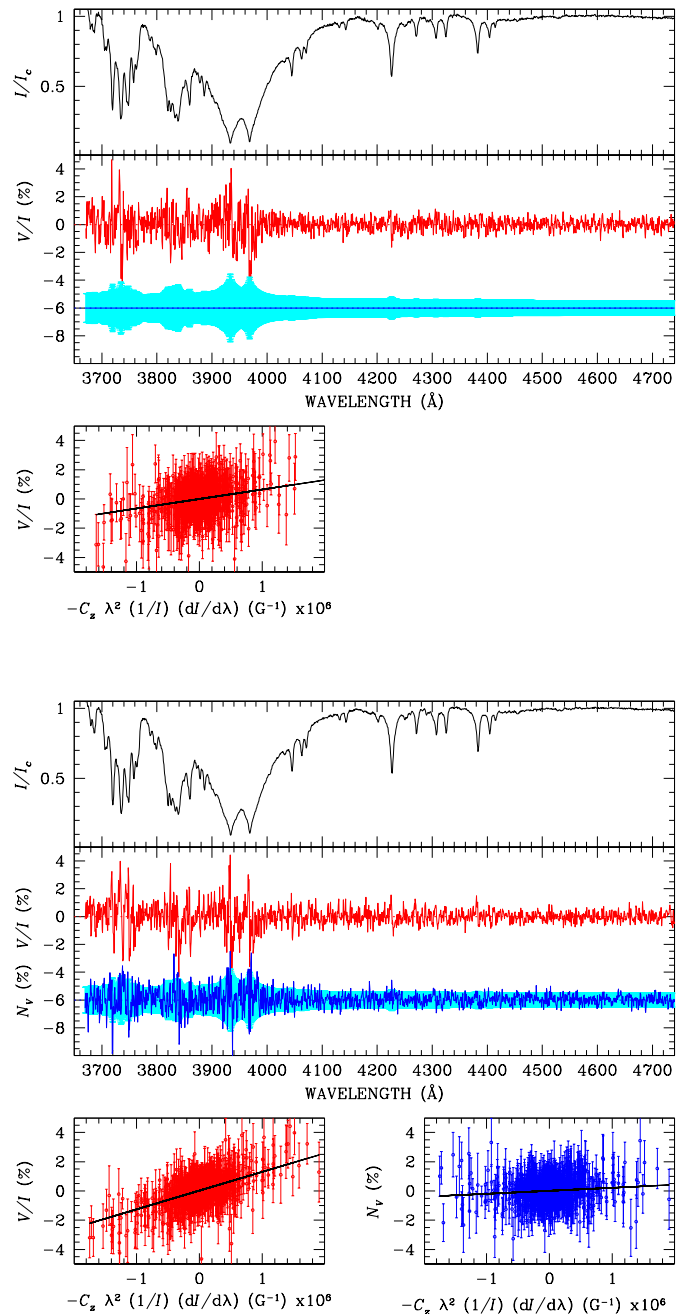 1
0.5
I/I_c
4
2
0
−2
−4
−6
−8
V/I (%)
3700 3800 3900 4000 4100 4200 4300 4400 4500 4600 4700
WAVELENGTH (Å)
4
2
0
−2
−4
V/I (%)
−1 0 1
−C_z λ² (1/I) (dI/dλ) (G⁻¹) x10⁶
1
0.5
I/I_c
4
2
0
−2
−4
−6
−8
V/I (%)
N_V (%)
3700 3800 3900 4000 4100 4200 4300 4400 4500 4600 4700
WAVELENGTH (Å)
4
2
0
−2
−4
V/I (%)
−1 0 1
−C_z λ² (1/I) (dI/dλ) (G⁻¹) x10⁶
4
2
0
−2
−4
N_V (%)
−1 0 1
−C_z λ² (1/I) (dI/dλ) (G⁻¹) x10⁶